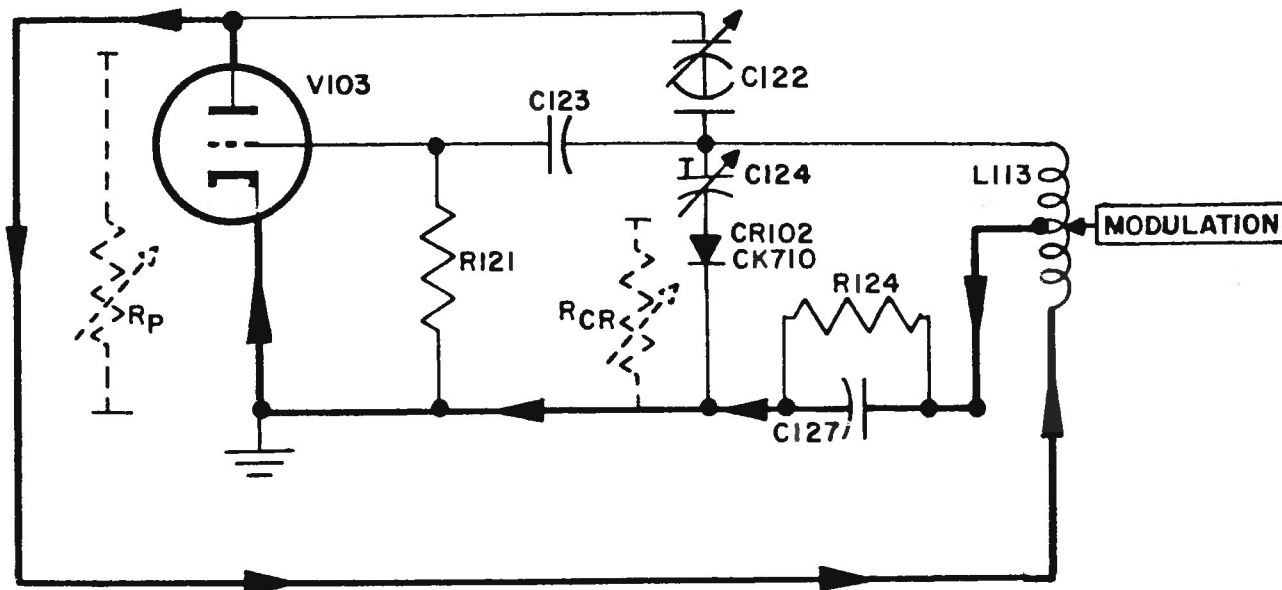 V103
C123
C122
C124
L113
MODULATION
CR102
CK710
R121
R124
RP
RCR
C127